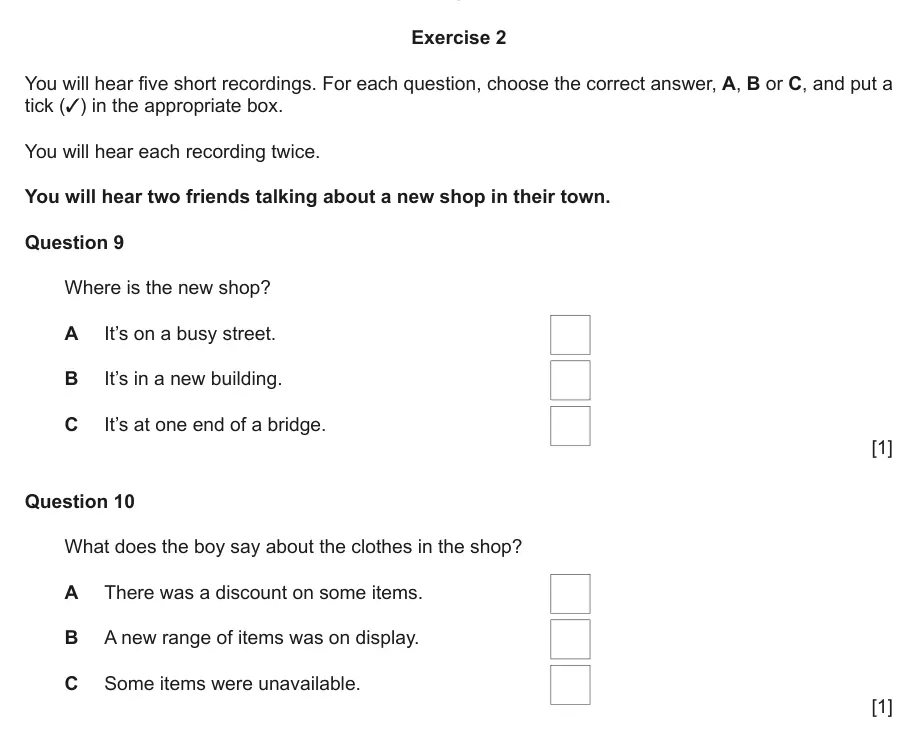 Exercise 2
You will hear five short recordings. For each question, choose the correct answer, A, B or C, and put a
tick (✓) in the appropriate box.
You will hear each recording twice.
You will hear two friends talking about a new shop in their town.
Question 9
Where is the new shop?
A It’s on a busy street.
B It’s in a new building.
C It’s at one end of a bridge.
[1]
Question 10
What does the boy say about the clothes in the shop?
A There was a discount on some items.
B A new range of items was on display.
C Some items were unavailable.
[1]